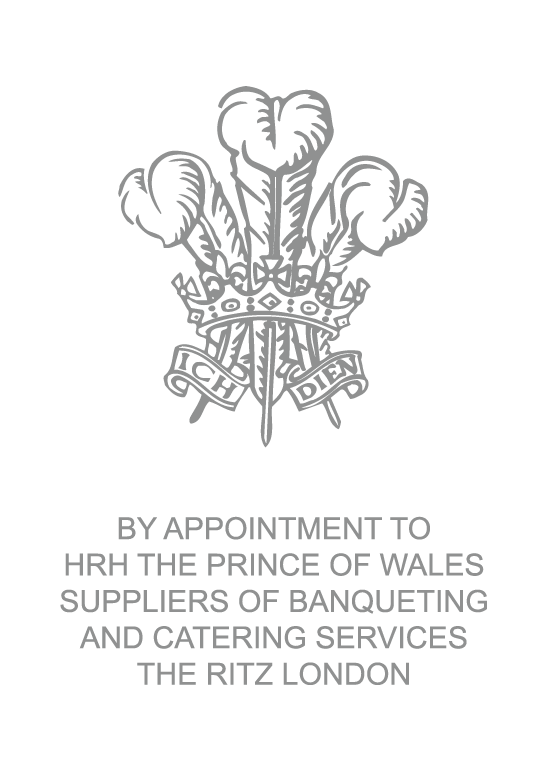 ICH DIEN
BY APPOINTMENT TO
HRH THE PRINCE OF WALES
SUPPLIERS OF BANQUETING
AND CATERING SERVICES
THE RITZ LONDON